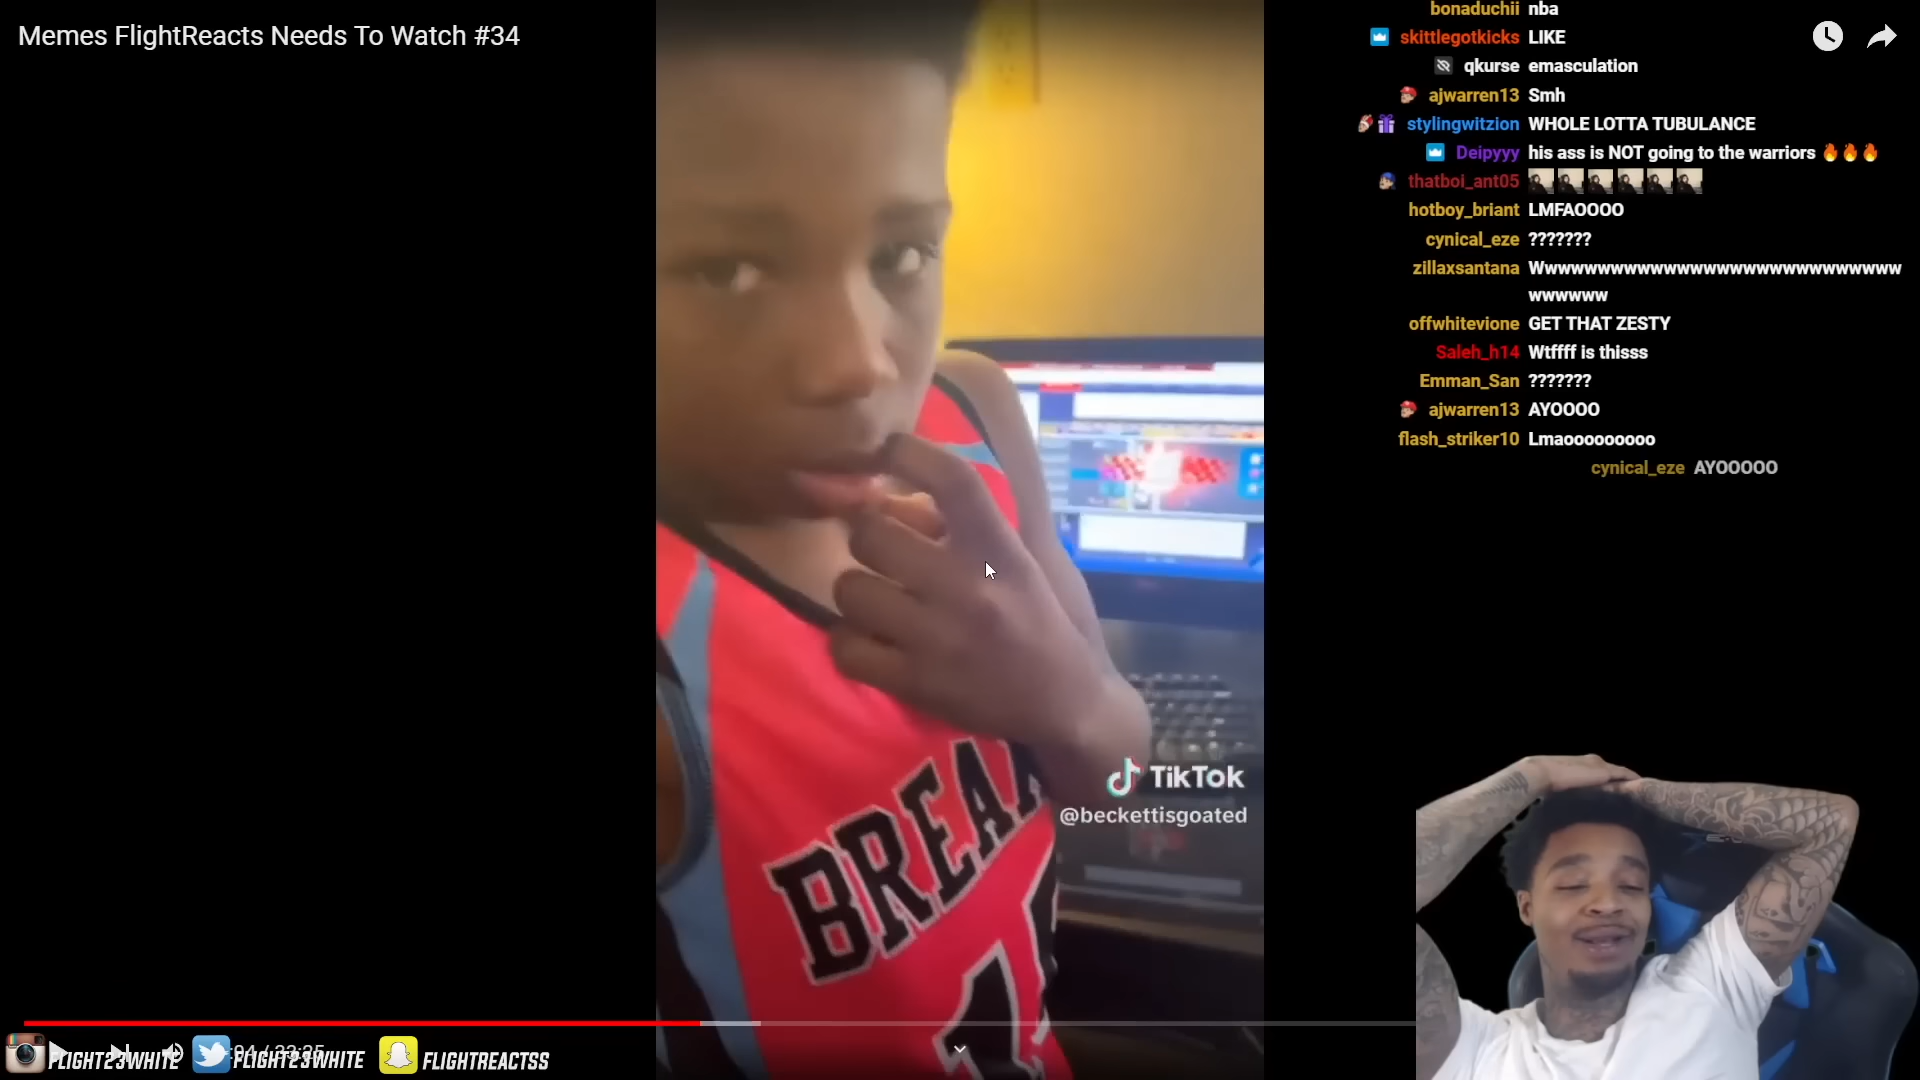 Memes FlightReacts Needs To Watch #34
bonaduchii nba
skittlegotkicks LIKE
qkurse emasculation
ajwarren13 Smh
stylingwitzion WHOLE LOTTA TUBULANCE
Deipyyy his ass is NOT going to the warriors 🔥🔥🔥
thatboi_ant05
hotboy_briant LMFAOOOO
cynical_eze ???????
zillaxsantana Wwwwwwwwwwwwwwwwwwwwwwwwwwww
wwwwww
offwhitevione GET THAT ZESTY
Saleh_h14 Wtffff is thisss
Emman_San ???????
ajwarren13 AYOOOO
flash_striker10 Lmaooooooooo
cynical_eze AYOOOOO
TikTok
@beckettisgoated
BREA
1
FLIGHT23WHITE FLIGHT23WHITE FLIGHTREACTSS